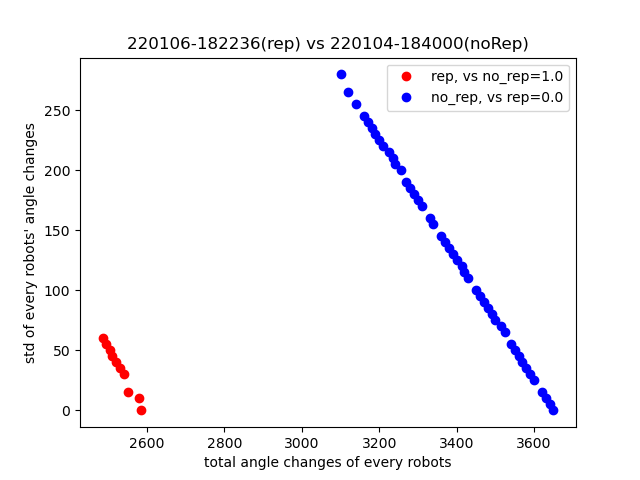 220106-182236(rep) vs 220104-184000(noRep)
rep, vs no_rep=1.0
no_rep, vs rep=0.0
std of every robots' angle changes
250
200
150
100
50
0
2600 2800 3000 3200 3400 3600
total angle changes of every robots